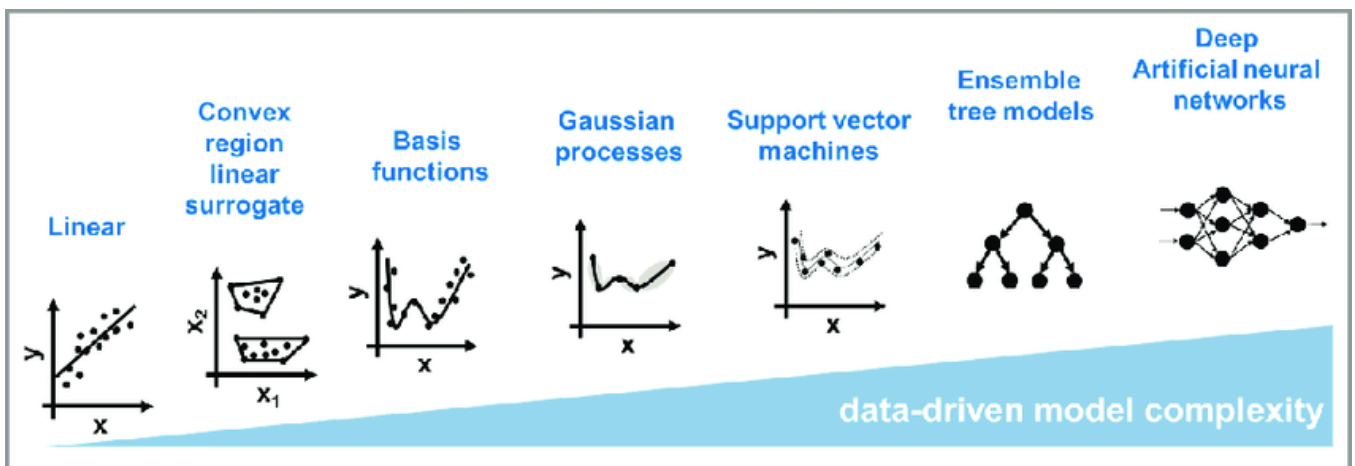 Linear
y
x
Convex
region
linear
surrogate
x2
x1
Basis
functions
y
x
Gaussian
processes
y
x
Support vector
machines
y
x
Ensemble
tree models
Deep
Artificial neural
networks
data-driven model complexity